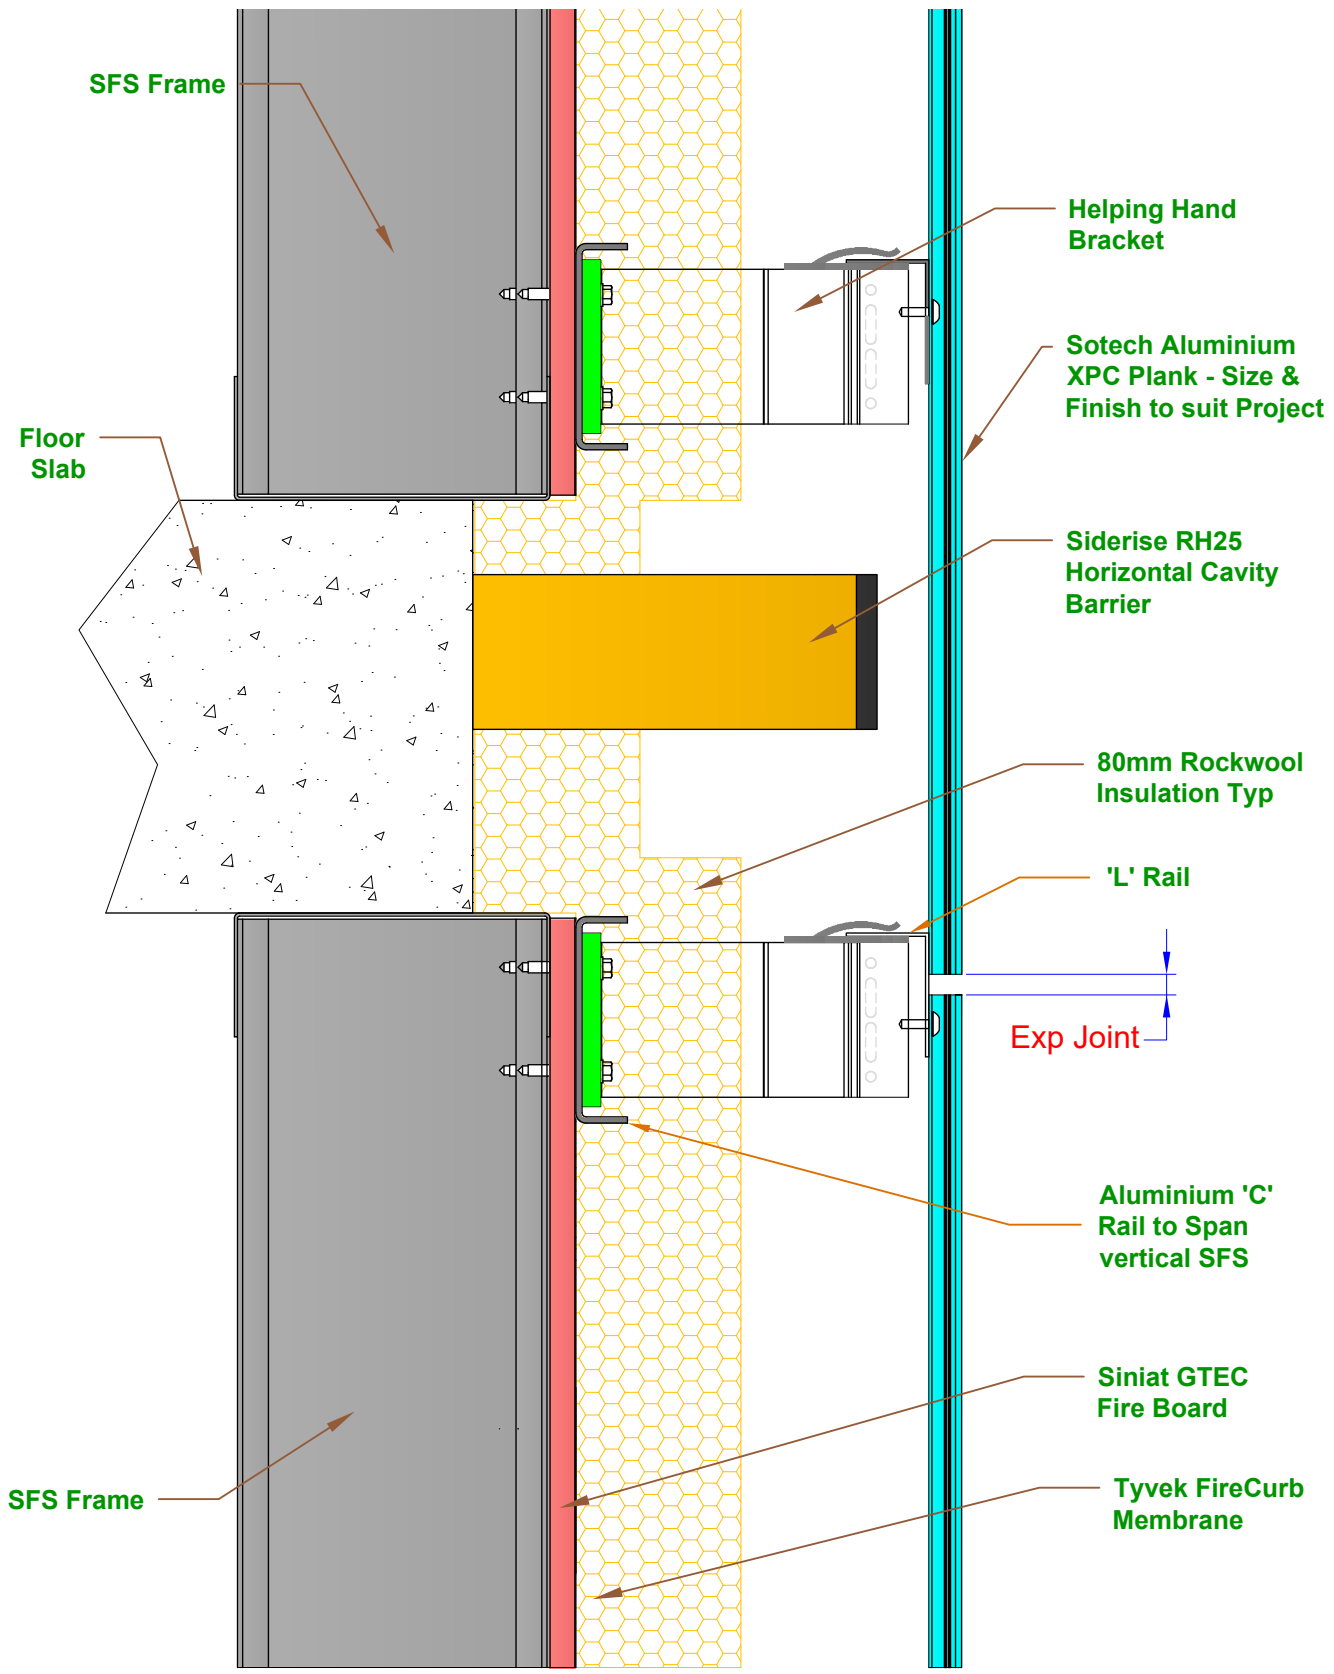 SFS Frame
Helping Hand
Bracket
Sotech Aluminium
XPC Plank - Size &
Finish to suit Project
Floor
Slab
Siderise RH25
Horizontal Cavity
Barrier
80mm Rockwool
Insulation Typ
'L' Rail
Exp Joint
Aluminium 'C'
Rail to Span
vertical SFS
Siniat GTEC
Fire Board
SFS Frame
Tyvek FireCurb
Membrane